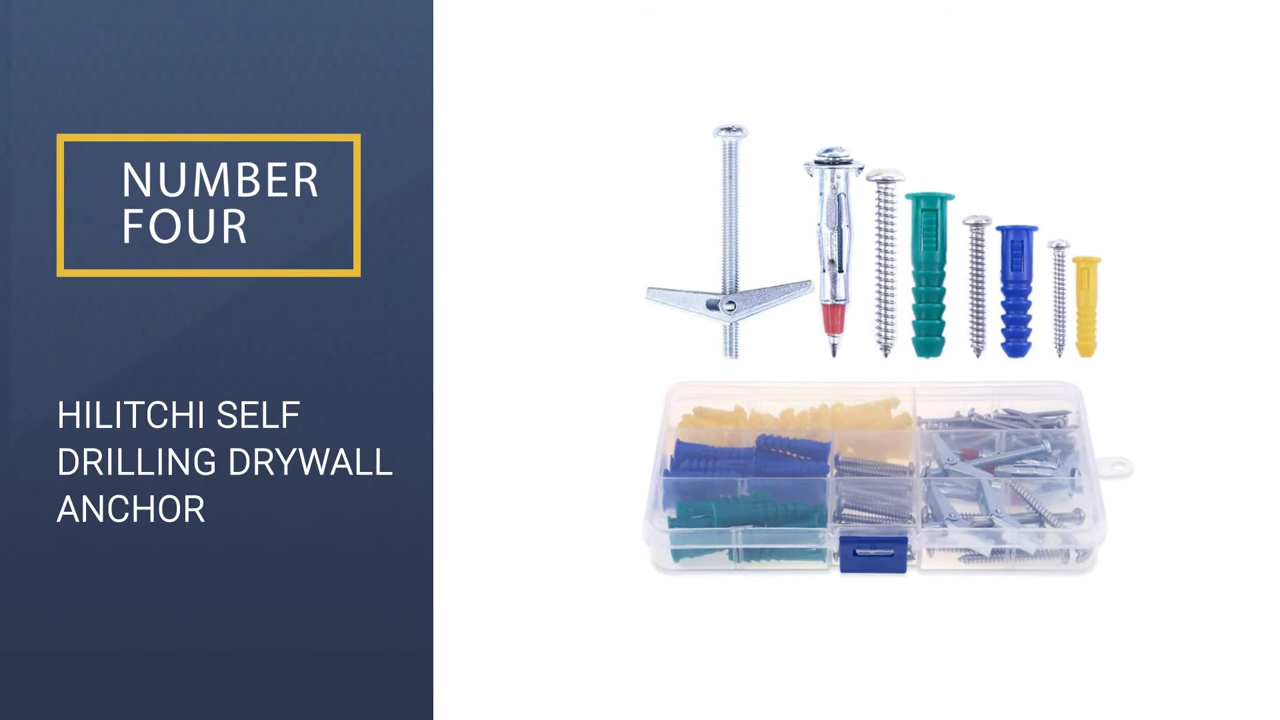 NUMBER
FOUR
HILITCHI SELF
DRILLING DRYWALL
ANCHOR